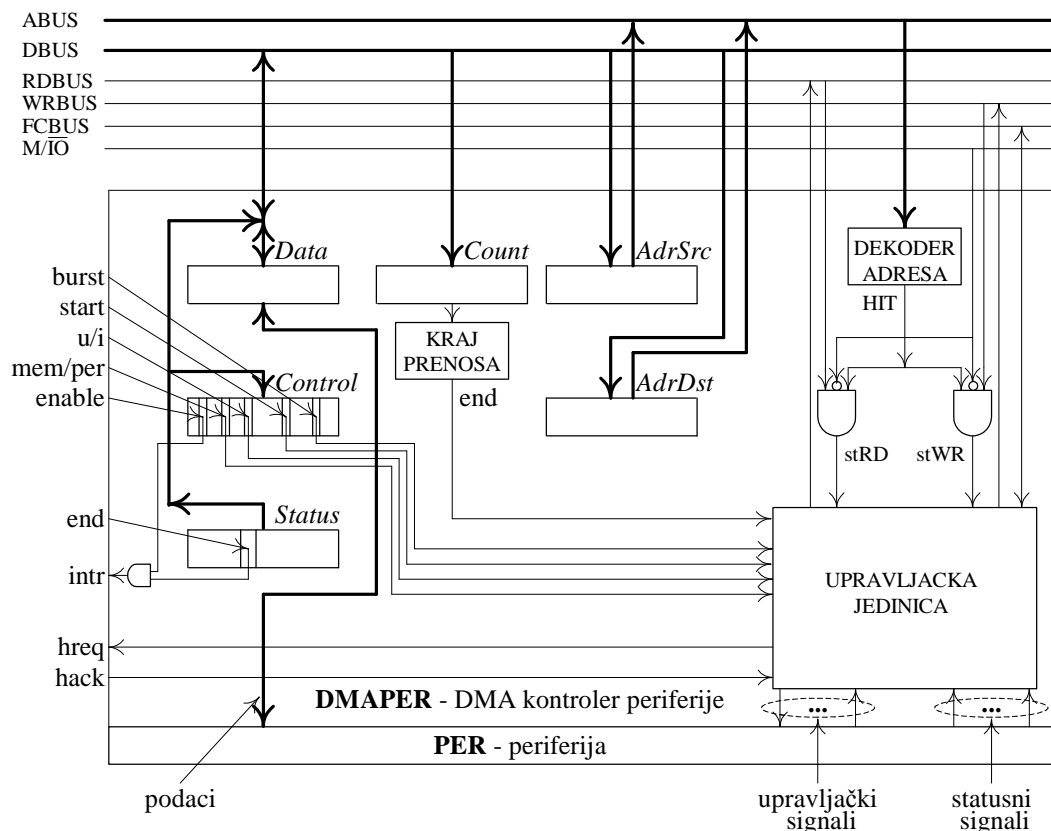 ABUS
DBUS
RDBUS
WRBUS
FCBUS
M/I̅O̅
Data
Count
AdrSrc
DEKODER
ADRESA
HIT
burst
start
u/i
mem/per
enable
KRAJ
PRENOSA
end
Control
AdrDst
stRD
stWR
end
Status
intr
UPRAVLJACKA
JEDINICA
hreq
hack
DMAPER - DMA kontroler periferije
...
...
PER - periferija
podaci
upravljački
signali
statusni
signali